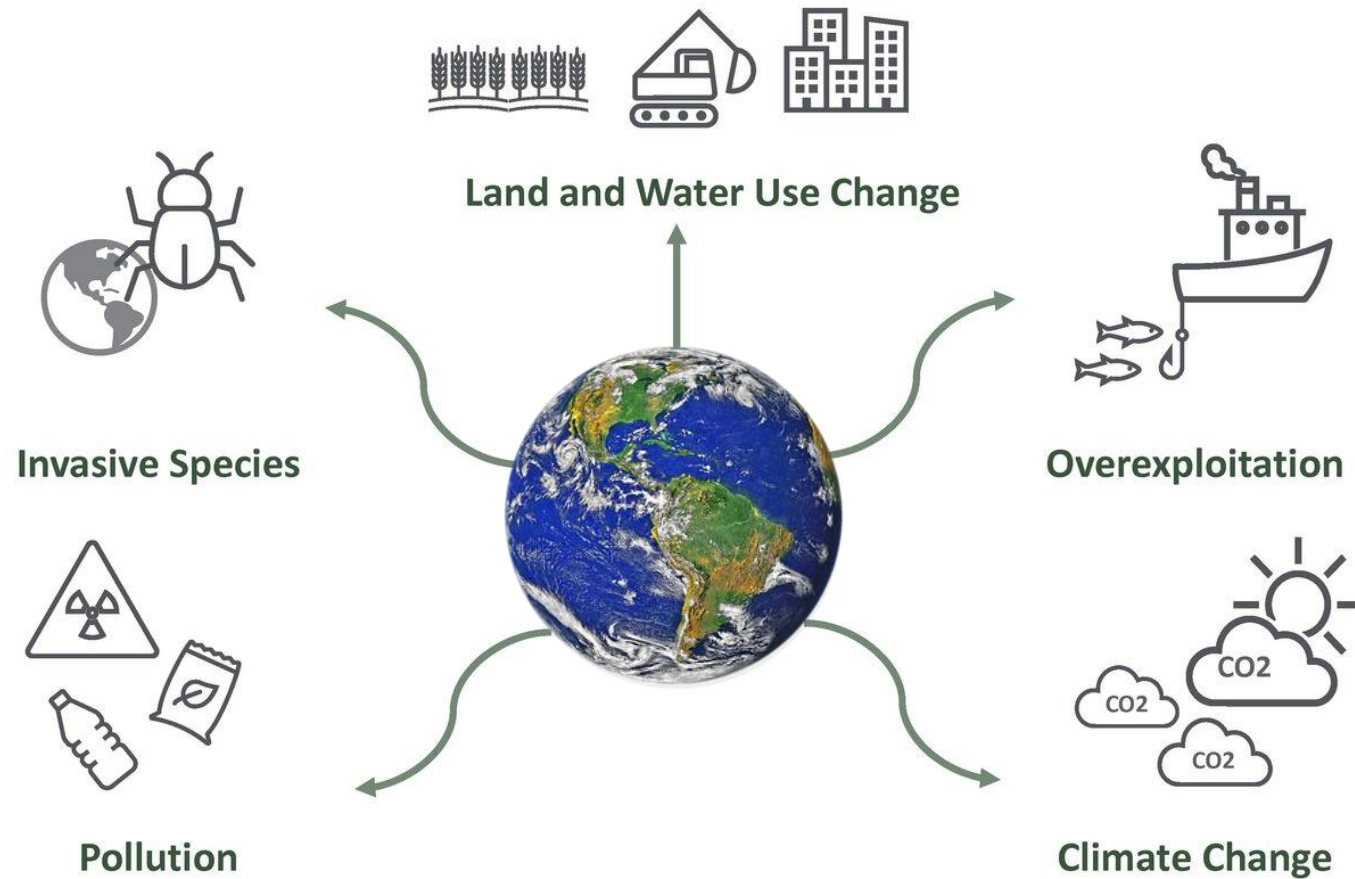 Land and Water Use Change
Invasive Species
Overexploitation
CO2
CO2
CO2
Pollution
Climate Change